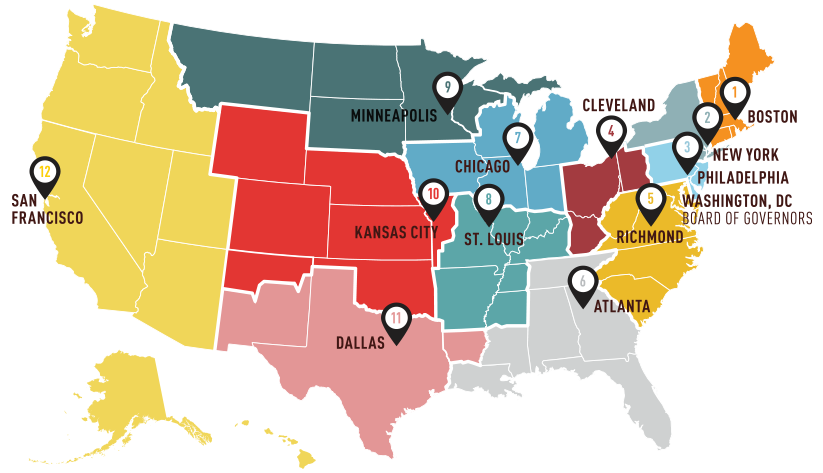 1
BOSTON
2
NEW YORK
3
PHILADELPHIA
CLEVELAND
4
WASHINGTON, DC
BOARD OF GOVERNORS
5
RICHMOND
6
ATLANTA
7
CHICAGO
8
ST. LOUIS
9
MINNEAPOLIS
10
KANSAS CITY
11
DALLAS
12
SAN
FRANCISCO